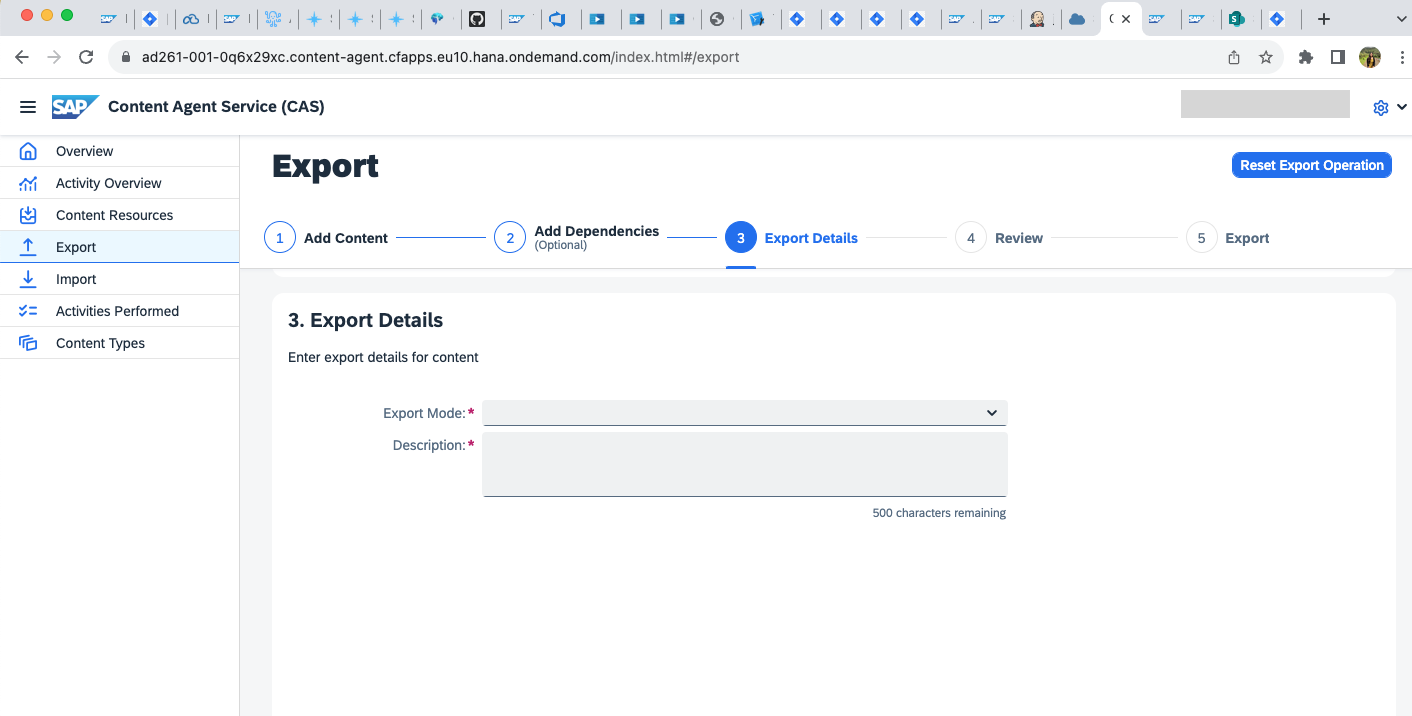 ad261-001-0q6x29xc.content-agent.cfapps.eu10.hana.ondemand.com/index.html#/export
SAP Content Agent Service (CAS)
Overview
Activity Overview
Content Resources
Export
Import
Activities Performed
Content Types
Export
Reset Export Operation
1 Add Content
2 Add Dependencies
(Optional)
3 Export Details
4 Review
5 Export
3. Export Details
Enter export details for content
Export Mode:*
Description:*
500 characters remaining